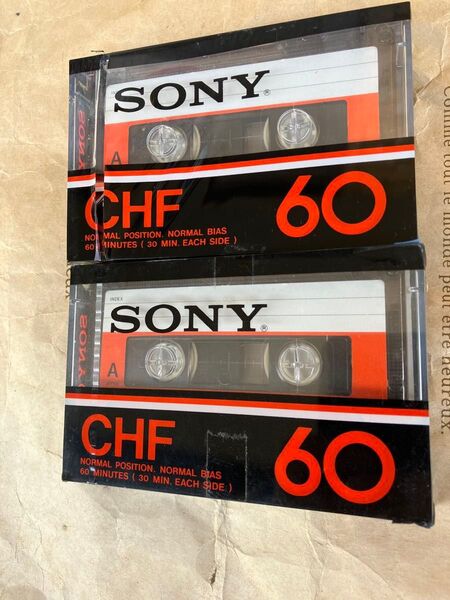 SONY®
A
CHF 60
NORMAL POSITION. NORMAL BIAS
60 MINUTES ( 30 MIN. EACH SIDE )
INDEX
SONY®
A
CHF 60
NORMAL POSITION. NORMAL BIAS
60 MINUTES ( 30 MIN. EACH SIDE )
SONY
SONY
Comme tout le monde peut être heureux.